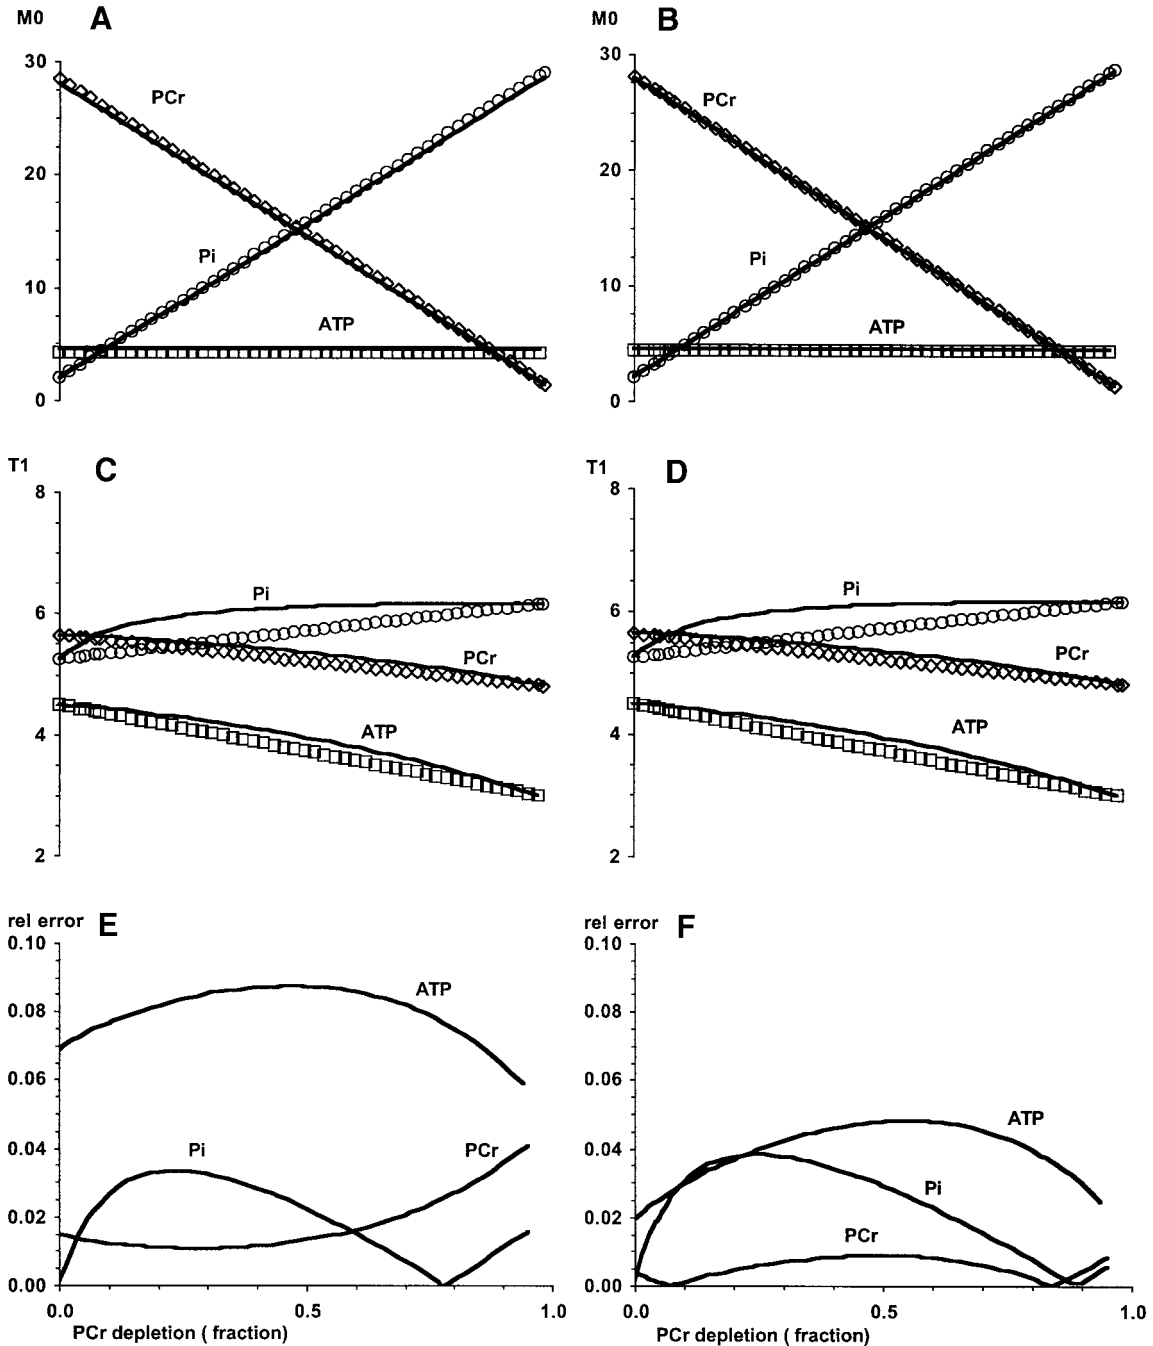 M0 A
30
20
10
0
PCr
Pi
ATP
M0 B
30
20
10
0
PCr
Pi
ATP
T1 C
8
6
4
2
Pi
PCr
ATP
T1 D
8
6
4
2
Pi
PCr
ATP
rel error E
0.10
0.08
0.06
0.04
0.02
0.00
ATP
Pi
PCr
0.0 0.5 1.0
PCr depletion ( fraction)
rel error F
0.10
0.08
0.06
0.04
0.02
0.00
ATP
Pi
PCr
0.0 0.5 1.0
PCr depletion (fraction)